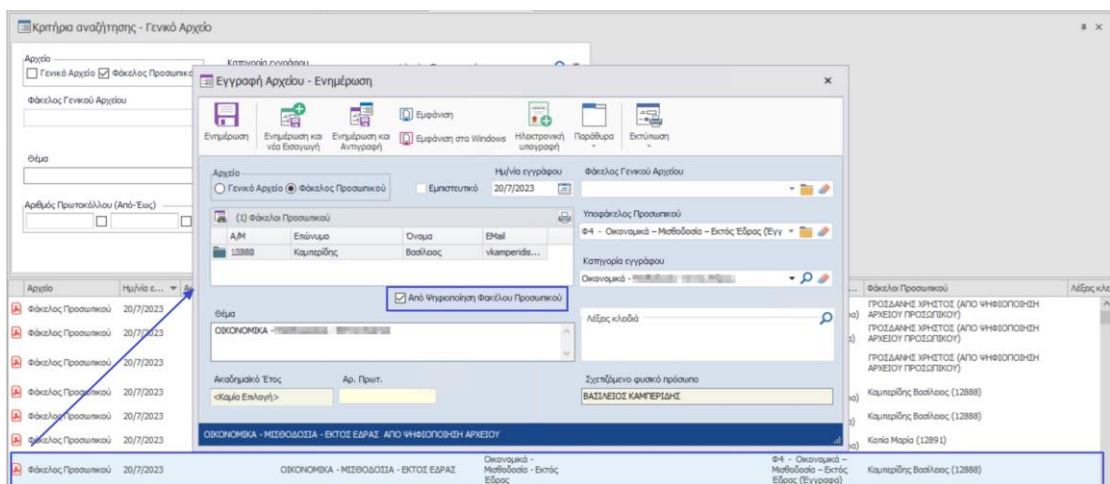 Κριτήρια αναζήτησης - Γενικό Αρχείο
Αρχείο
Γενικό Αρχείο Φάκελος Προσωπικο
Κατηγορία εγγράφου
Φάκελος Γενικού Αρχείου
Θέμα
Αριθμός Πρωτοκόλλου (Από-Έως)
Εγγραφή Αρχείου - Ενημέρωση
Ενημέρωση
Ενημέρωση και νέα Εισαγωγή
Ενημέρωση και Αντιγραφή
Εμφάνιση
Εμφάνιση στα Windows
Ηλεκτρονική υπογραφή
Παράθυρα
Εκτύπωση
Αρχείο
Γενικό Αρχείο Φάκελος Προσωπικού
Εμπιστευτικό
Ημ/νία εγγράφου
20/7/2023
Φάκελος Γενικού Αρχείου
(1) Φάκελοι Προσωπικού
Α/Μ Επώνυμο Όνομα EMail
12888 Καμπερίδης Βασίλειος vkamperidis...
Υποφάκελος Προσωπικού
Φ4 - Οικονομικά – Μισθοδοσία – Εκτός Έδρας (Έγγ
Κατηγορία εγγράφου
Οικονομικά -
Από Ψηφιοποίηση Φακέλου Προσωπικού
Θέμα
ΟΙΚΟΝΟΜΙΚΑ -
Λέξεις κλειδιά
Ακαδημαϊκό Έτος
<Καμία Επιλογή>
Αρ. Πρωτ.
Σχετιζόμενο φυσικό πρόσωπο
ΒΑΣΙΛΕΙΟΣ ΚΑΜΠΕΡΙΔΗΣ
ΟΙΚΟΝΟΜΙΚΑ - ΜΙΣΘΟΔΟΣΙΑ - ΕΚΤΟΣ ΕΔΡΑΣ ΑΠΟ ΨΗΦΙΟΠΟΙΗΣΗ ΑΡΧΕΙΟΥ
Αρχείο Ημ/νία ε... Φάκελοι Προσωπικού Λέξεις κλε
Φάκελος Προσωπικού 20/7/2023 ΓΡΟΣΔΑΝΗΣ ΧΡΗΣΤΟΣ (ΑΠΟ ΨΗΦΙΟΠΟΙΗΣΗ
ΑΡΧΕΙΟΥ ΠΡΟΣΩΠΙΚΟΥ)
Φάκελος Προσωπικού 20/7/2023 ΓΡΟΣΔΑΝΗΣ ΧΡΗΣΤΟΣ (ΑΠΟ ΨΗΦΙΟΠΟΙΗΣΗ
ΑΡΧΕΙΟΥ ΠΡΟΣΩΠΙΚΟΥ)
Φάκελος Προσωπικού 20/7/2023 ΓΡΟΣΔΑΝΗΣ ΧΡΗΣΤΟΣ (ΑΠΟ ΨΗΦΙΟΠΟΙΗΣΗ
ΑΡΧΕΙΟΥ ΠΡΟΣΩΠΙΚΟΥ)
Φάκελος Προσωπικού 20/7/2023 Καμπερίδης Βασίλειος (12888)
Φάκελος Προσωπικού 20/7/2023 Καμπερίδης Βασίλειος (12888)
Φάκελος Προσωπικού 20/7/2023 Καπία Μαρία (12891)
Φάκελος Προσωπικού 20/7/2023 ΟΙΚΟΝΟΜΙΚΑ - ΜΙΣΘΟΔΟΣΙΑ - ΕΚΤΟΣ ΕΔΡΑΣ
Οικονομικά -
Μισθοδοσία - Εκτός
Έδρας
Φ4 - Οικονομικά –
Μισθοδοσία – Εκτός
Έδρας (Έγγραφα)
Καμπερίδης Βασίλειος (12888)